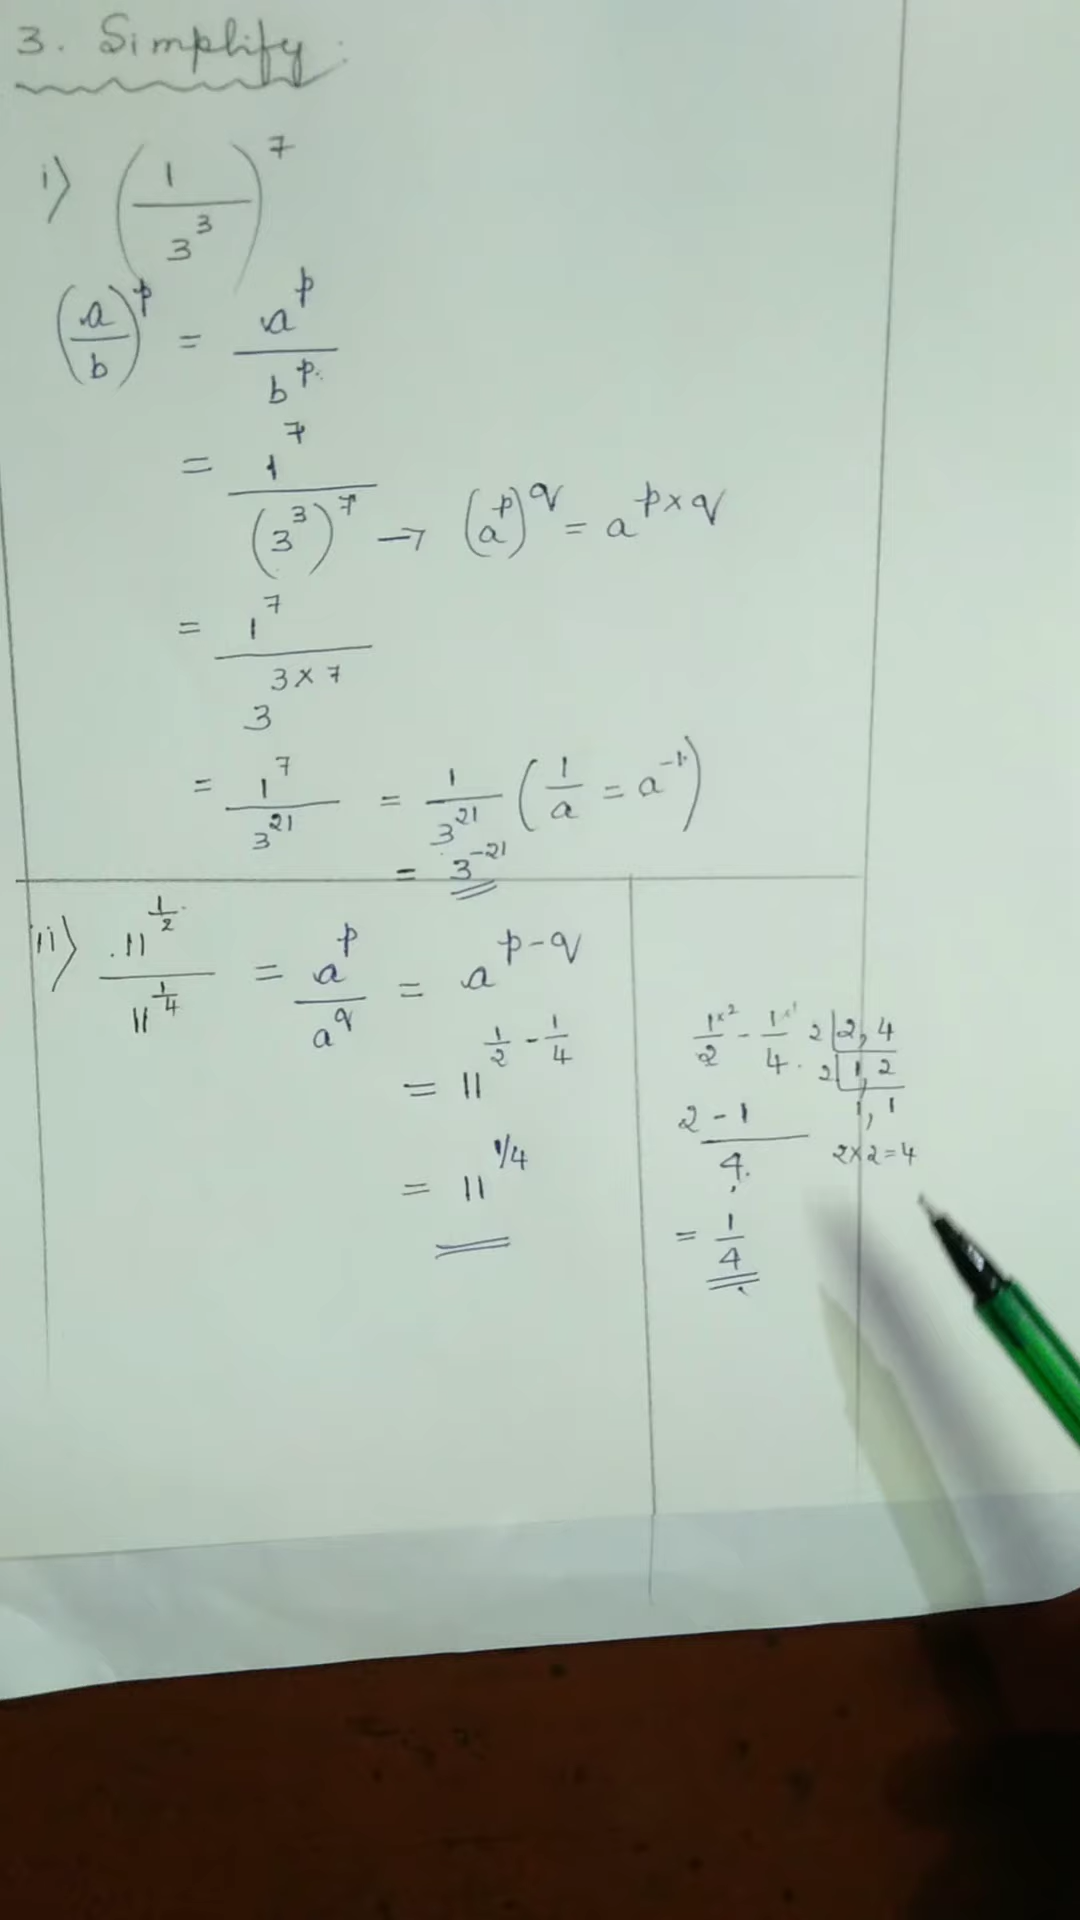 3. Simplify:
i) (1/3^3)^7
(a/b)^p = a^p/b^p
= 1^7/(3^3)^7 → (a^p)^q = a^(p×q)
= 1^7/3^(3×7)
= 1^7/3^21 = 1/3^21 (1/a = a^-1)
= 3^-21
ii) 11^(1/2)/11^(1/4) = a^p/a^q = a^(p-q)
= 11^(1/2 - 1/4)
= 11^(1/4)
1×2/2 - 1×1/4
2 - 1/4
= 1/4
2 | 2, 4
2 | 1, 2
1, 1
2×2=4